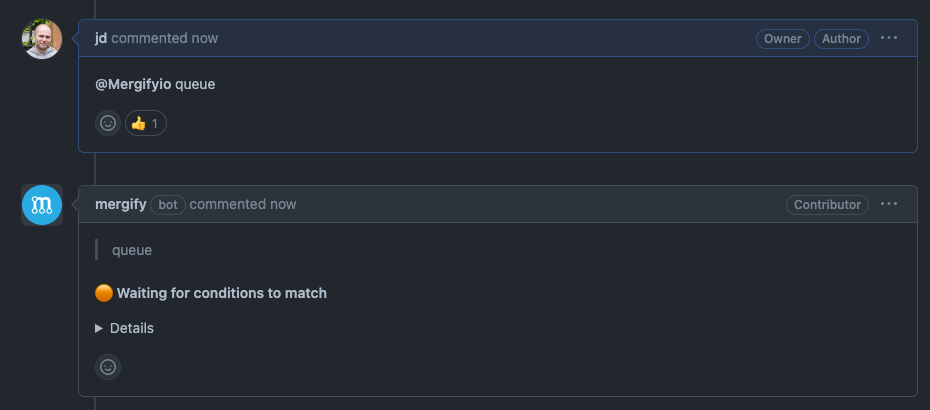 jd commented now Owner Author
@Mergifyio queue
1
mergify bot commented now Contributor
queue
Waiting for conditions to match
Details